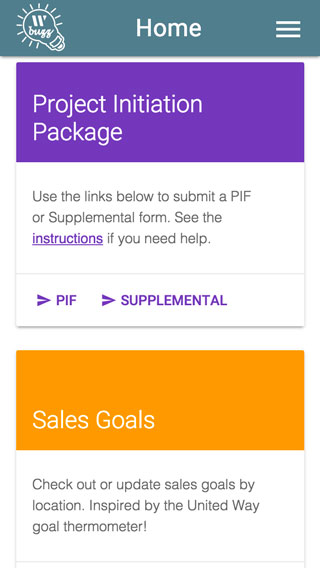 W
buzz
Home
Project Initiation
Package
Use the links below to submit a PIF
or Supplemental form. See the
instructions if you need help.
PIF
SUPPLEMENTAL
Sales Goals
Check out or update sales goals by
location. Inspired by the United Way
goal thermometer!